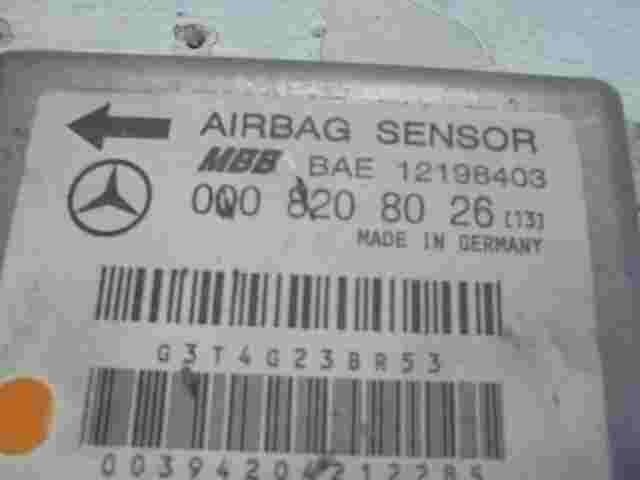 AIRBAG SENSOR
MBB BAE 12198403
000 820 80 26 [13]
MADE IN GERMANY
G3T4G23BR53